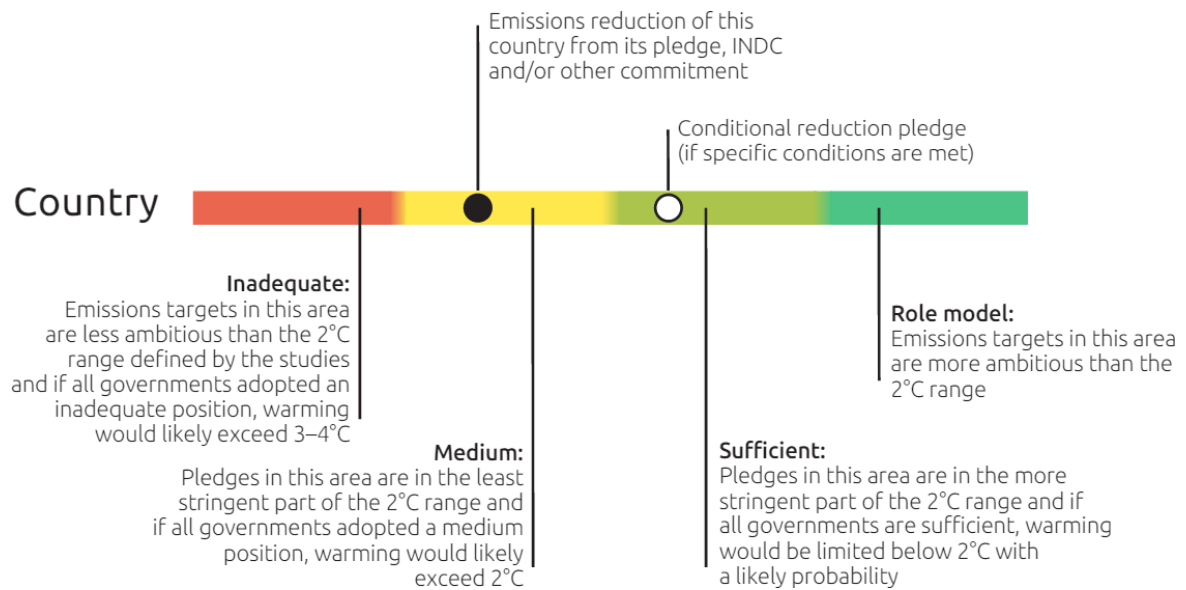 Emissions reduction of this
country from its pledge, INDC
and/or other commitment
Conditional reduction pledge
(if specific conditions are met)
Country
Inadequate:
Emissions targets in this area
are less ambitious than the 2°C
range defined by the studies
and if all governments adopted an
inadequate position, warming
would likely exceed 3–4°C
Medium:
Pledges in this area are in the least
stringent part of the 2°C range and
if all governments adopted a medium
position, warming would likely
exceed 2°C
Sufficient:
Pledges in this area are in the more
stringent part of the 2°C range and if
all governments are sufficient, warming
would be limited below 2°C with
a likely probability
Role model:
Emissions targets in this area
are more ambitious than the
2°C range